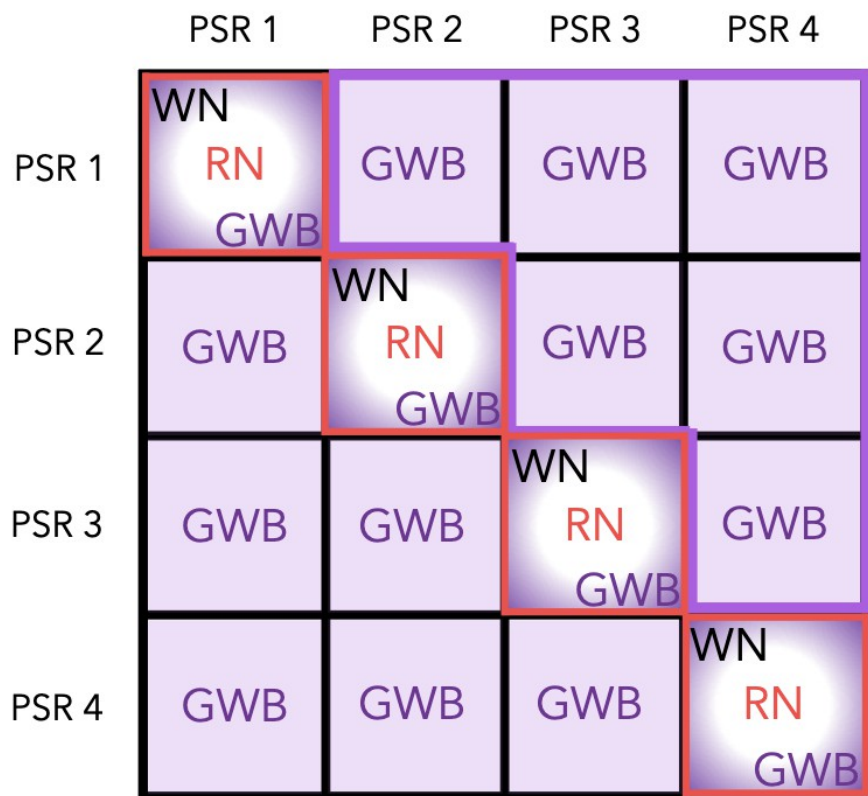 PSR 1 PSR 2 PSR 3 PSR 4
PSR 1 WN RN GWB GWB GWB GWB
PSR 2 GWB WN RN GWB GWB GWB
PSR 3 GWB GWB WN RN GWB GWB
PSR 4 GWB GWB GWB WN RN GWB